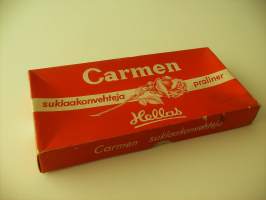 Carmen
suklaakonvehteja praliner
Hellas
Carmen suklaakonvehteja